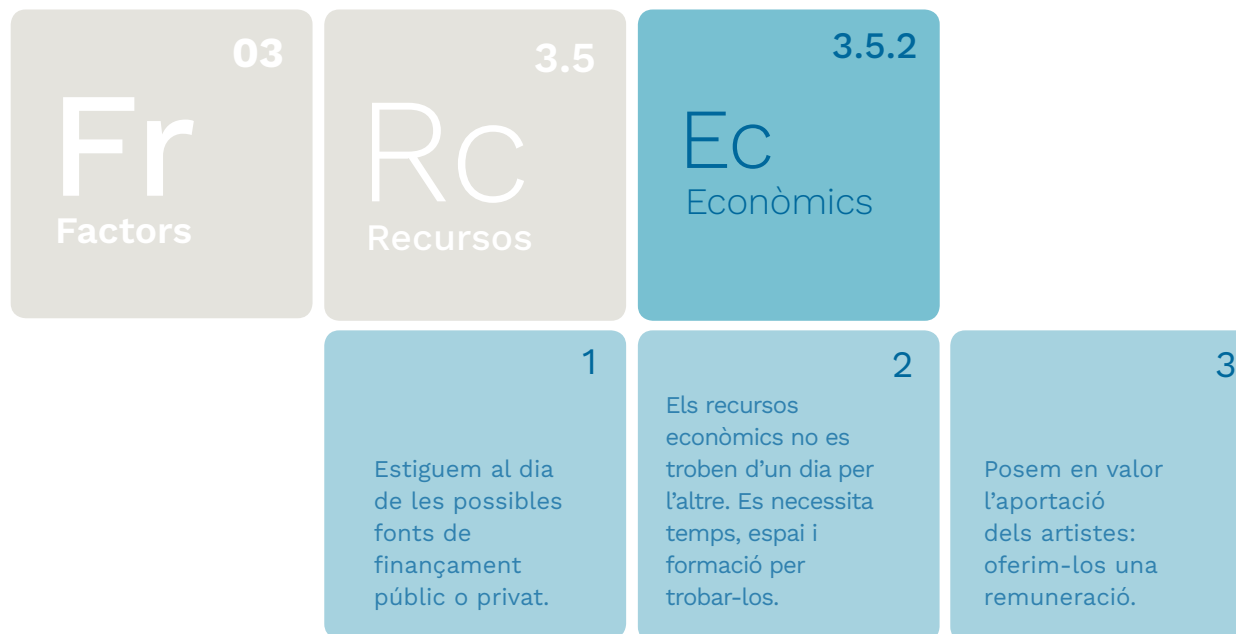 03
Fr
Factors
3.5
Rc
Recursos
3.5.2
Ec
Econòmics
1
Estiguem al dia
de les possibles
fonts de
finançament
públic o privat.
2
Els recursos
econòmics no es
troben d’un dia per
l’altre. Es necessita
temps, espai i
formació per
trobar-los.
3
Posem en valor
l’aportació
dels artistes:
oferim-los una
remuneració.